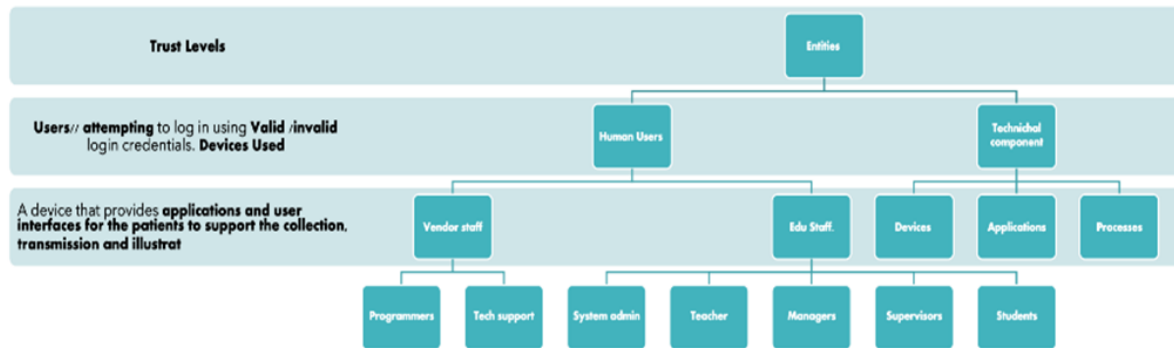 Trust Levels
Entities
Users// attempting to log in using Valid /invalid
login credentials. Devices Used
Human Users
Technichal
component
A device that provides applications and user
interfaces for the patients to support the collection,
transmission and illustrat
Vendor staff
Edu Staff.
Devices
Applications
Processes
Programmers
Tech support
System admin
Teacher
Managers
Supervisors
Students